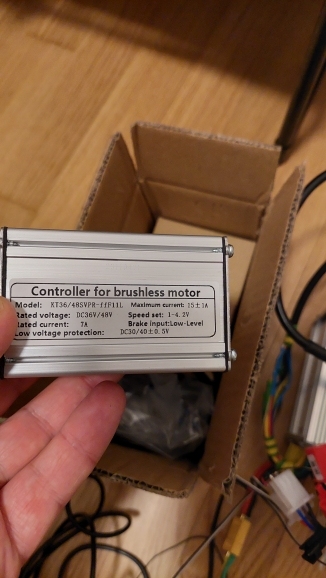 Controller for brushless motor
Model: KT36/48SVPR-ffF11L Maximum current: 15±1A
Rated voltage: DC36V/48V Speed set: 1-4.2V
Rated current: 7A Brake input:Low-Level
Low voltage protection: DC30/40±0.5V